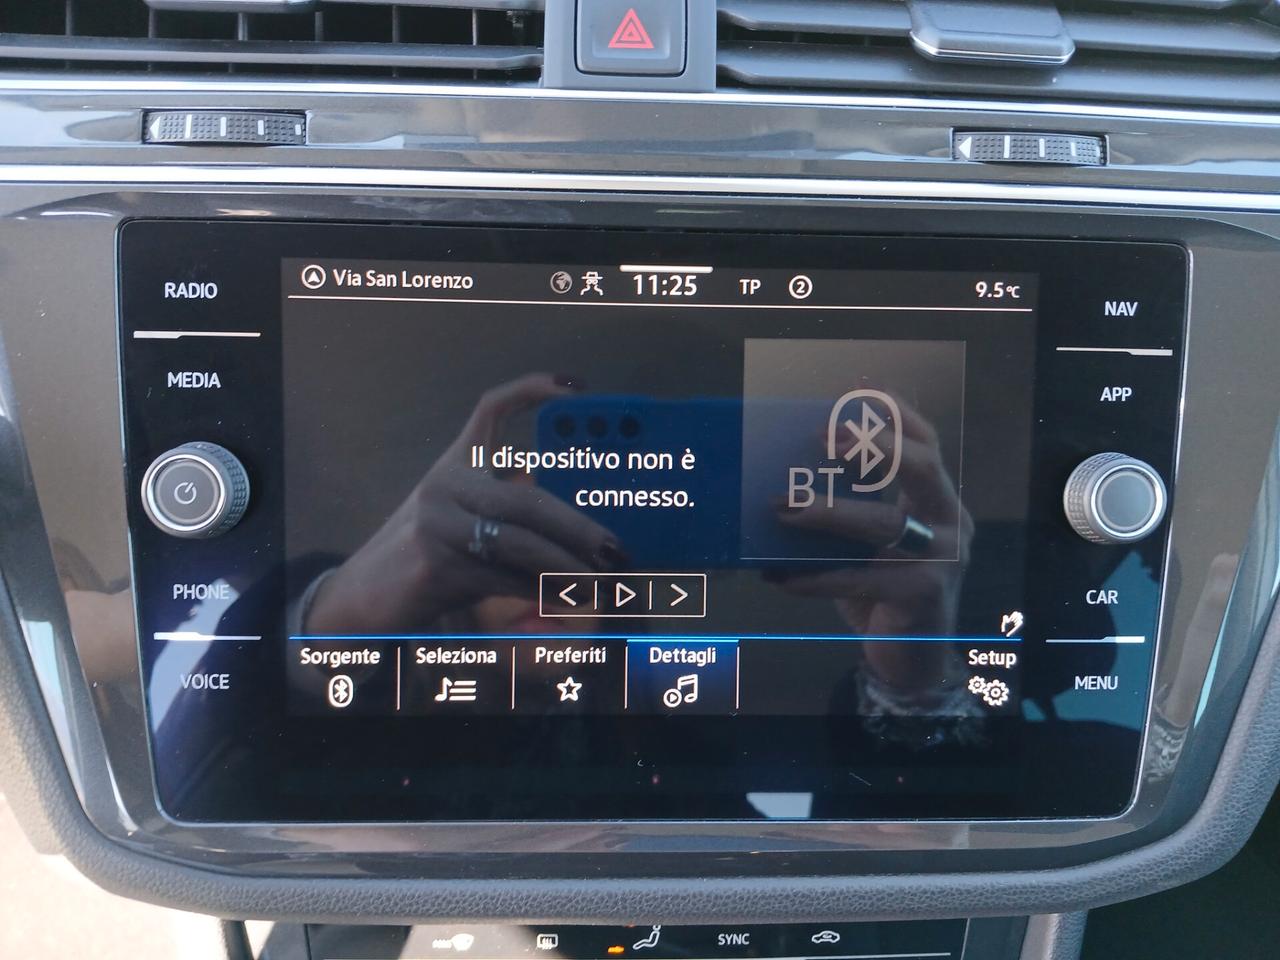 RADIO
MEDIA
PHONE
VOICE
Via San Lorenzo
11:25
TP
2
9.5°C
Il dispositivo non è
connesso.
BT
Sorgente
Seleziona
Preferiti
Dettagli
Setup
NAV
APP
CAR
MENU
SYNC